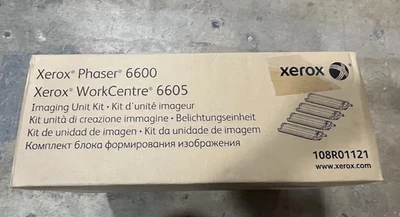 Xerox® Phaser® 6600
Xerox® WorkCentre® 6605
Imaging Unit Kit • Kit d'unité imageur
Kit unità di creazione immagine • Belichtungseinheit
Kit de unidad de imagen • Kit da unidade de imagem
Комплект блока формирования изображения
xerox
108R01121
www.xerox.com